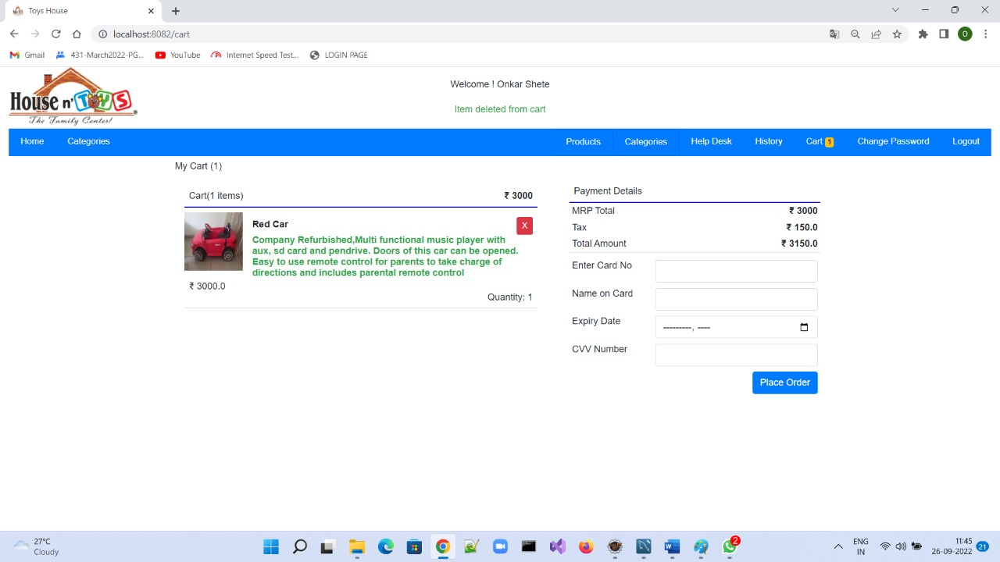 Toys House
localhost:8082/cart
O
Gmail
431-March2022-PG...
YouTube
Internet Speed Test...
LOGIN PAGE
House n' TOYS
The Family Center!
Welcome ! Onkar Shete
Item deleted from cart
Home Categories Products Categories Help Desk History Cart 1 Change Password Logout
My Cart (1)
Cart(1 items) ₹ 3000
Red Car X
Company Refurbished,Multi functional music player with
aux, sd card and pendrive. Doors of this car can be opened.
Easy to use remote control for parents to take charge of
directions and includes parental remote control
₹ 3000.0
Quantity: 1
Payment Details
MRP Total ₹ 3000
Tax ₹ 150.0
Total Amount ₹ 3150.0
Enter Card No
Name on Card
Expiry Date ---------, ----
CVV Number
Place Order
27°C
Cloudy
2
ENG
IN
11:45
26-09-2022
21